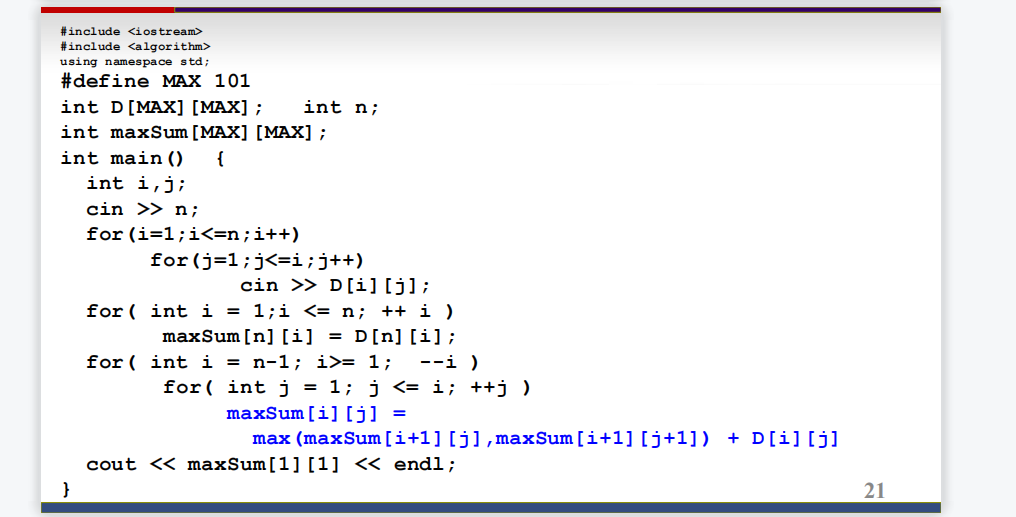 #include <iostream>
#include <algorithm>
using namespace std;
#define MAX 101
int D[MAX][MAX];   int n;
int maxSum[MAX][MAX];
int main()  {
  int i,j;
  cin >> n;
  for(i=1;i<=n;i++)
       for(j=1;j<=i;j++)
              cin >> D[i][j];
  for( int i = 1;i <= n; ++ i )
        maxSum[n][i] = D[n][i];
  for( int i = n-1; i>= 1;  --i )
        for( int j = 1; j <= i; ++j )
             maxSum[i][j] =
               max(maxSum[i+1][j],maxSum[i+1][j+1]) + D[i][j]
  cout << maxSum[1][1] << endl;
}
21